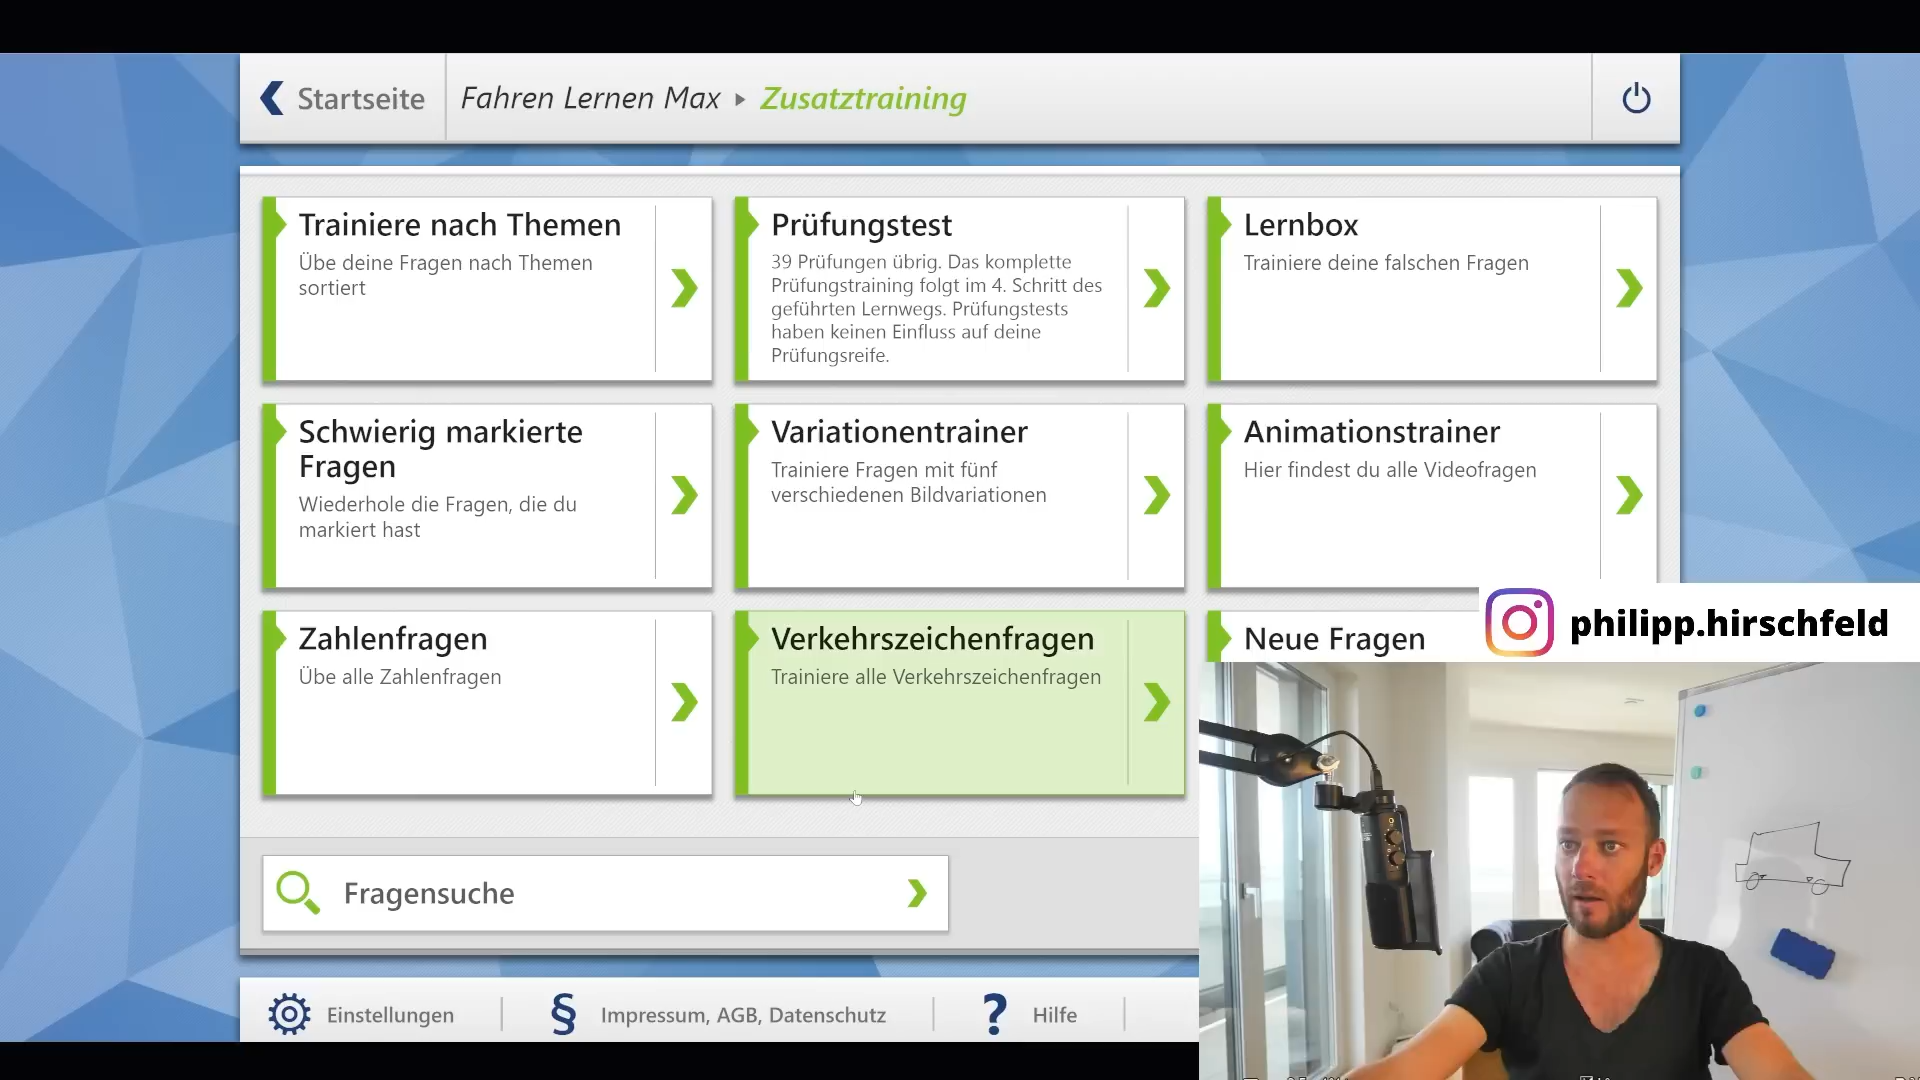 Startseite
Fahren Lernen Max
Zusatztraining
Trainiere nach Themen
Übe deine Fragen nach Themen
sortiert
Prüfungstest
39 Prüfungen übrig. Das komplette
Prüfungstraining folgt im 4. Schritt des
geführten Lernwegs. Prüfungstests
haben keinen Einfluss auf deine
Prüfungsreife.
Lernbox
Trainiere deine falschen Fragen
Schwierig markierte
Fragen
Wiederhole die Fragen, die du
markiert hast
Variationentrainer
Trainiere Fragen mit fünf
verschiedenen Bildvariationen
Animationstrainer
Hier findest du alle Videofragen
Zahlenfragen
Übe alle Zahlenfragen
Verkehrszeichenfragen
Trainiere alle Verkehrszeichenfragen
Neue Fragen
philipp.hirschfeld
Fragensuche
Einstellungen
§ Impressum, AGB, Datenschutz
? Hilfe